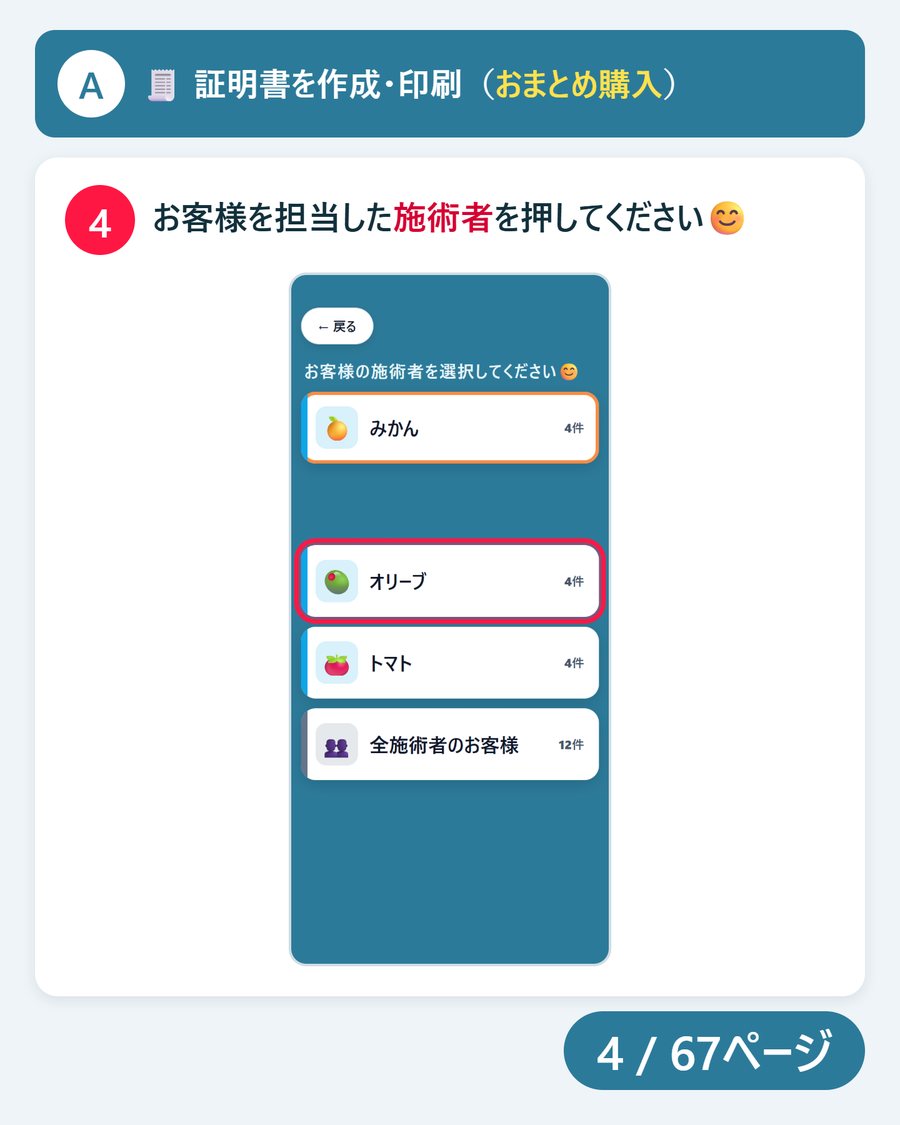 A 証明書を作成・印刷（おまとめ購入）
4 お客様を担当した施術者を押してください😊
← 戻る
お客様の施術者を選択してください😊
みかん 4件
オリーブ 4件
トマト 4件
全施術者のお客様 12件
4 / 67ページ